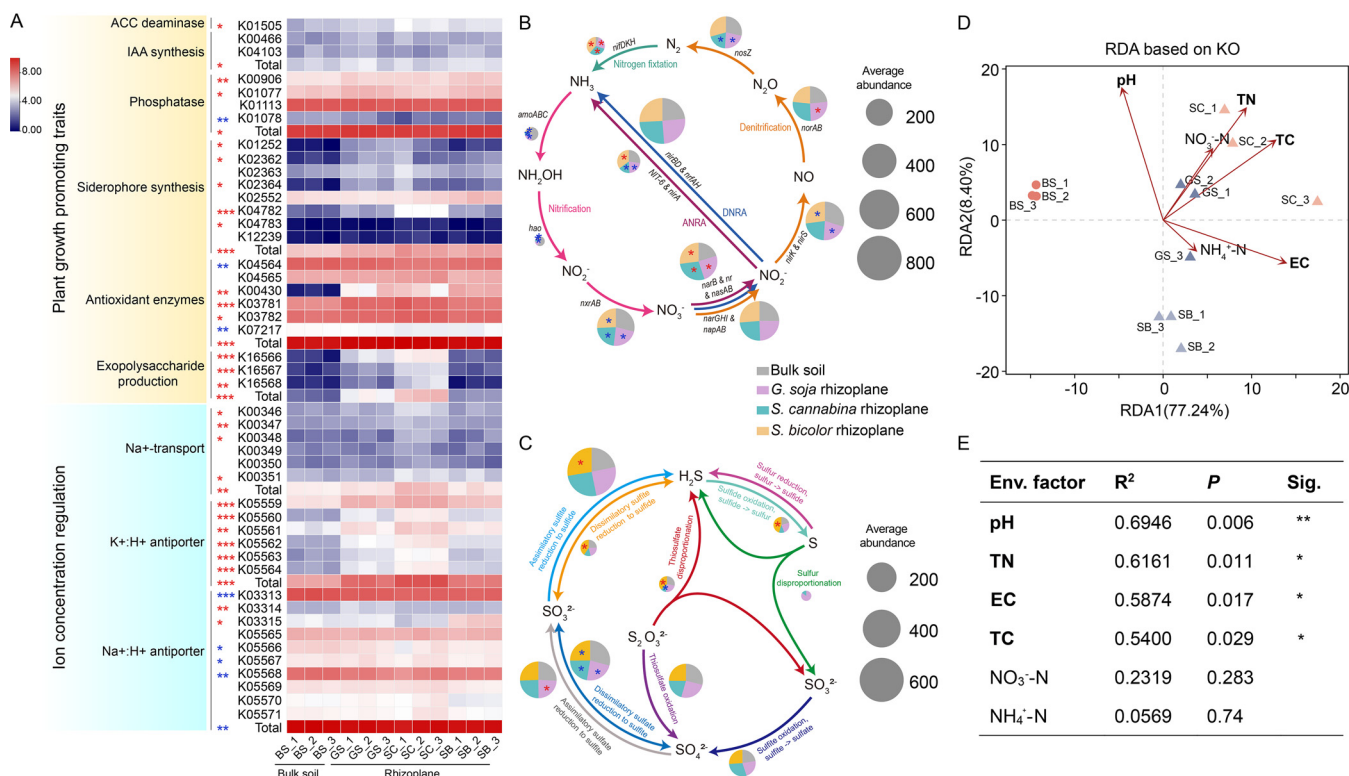 A
ACC deaminase
IAA synthesis
Phosphatase
Siderophore synthesis
Antioxidant enzymes
Exopolysaccharide
production
Na+-transport
K+:H+ antiporter
Na+:H+ antiporter
Plant growth promoting traits
Ion concentration regulation
8.00
4.00
0.00
* K01505
K00466
K04103
* Total
** K00906
* K01077
K01113
** K01078
* Total
* K01252
* K02362
K02363
* K02364
K02552
*** K04782
* K04783
K12239
*** Total
** K04564
K04565
** K00430
*** K03781
* K03782
** K07217
*** Total
*** K16566
*** K16567
** K16568
*** Total
* K00346
** K00347
* K00348
K00349
K00350
* K00351
** Total
*** K05559
*** K05560
** K05561
*** K05562
*** K05563
*** K05564
*** Total
*** K03313
** K03314
* K03315
K05565
* K05566
* K05567
** K05568
K05569
K05570
K05571
** Total
BS_1
BS_2
BS_3
GS_1
GS_2
GS_3
SC_1
SC_2
SC_3
SB_1
SB_2
SB_3
Bulk soil
Rhizoplane
B
N₂
nifDKH
Nitrogen fixtation
nosZ
N₂O
NH₃
amoABC
Denitrification
norAB
NH₂OH
nirBD & nrfAH
NIT-6 & nirA
NO
Nitrification
DNRA
ANRA
nirK & nirS
hao
NO₂⁻
NO₂⁻
nxrAB
narB & nr
& nasAB
NO₃⁻
narGHI &
napAB
Average
abundance
200
400
600
800
Bulk soil
G. soja rhizoplane
S. cannabina rhizoplane
S. bicolor rhizoplane
C
H₂S
Sulfur reduction,
sulfur -> sulfide
Sulfide oxidation,
sulfide -> sulfur
Assimilatory sulfite
reduction to sulfide
Dissimilatory sulfite
reduction to sulfide
Thiosulfate
disproportionation
S
Sulfur
disproportionation
SO₃²⁻
S₂O₃²⁻
SO₃²⁻
Thiosulfate oxidation
Dissimilatory sulfate
reduction to sulfite
Assimilatory sulfate
reduction to sulfite
Sulfite oxidation,
sulfite -> sulfate
SO₄²⁻
Average
abundance
200
400
600
D
RDA based on KO
RDA2(8.40%)
20
10
0
-10
-20
-10
0
10
20
RDA1(77.24%)
pH
TN
SC_1
NO₃⁻-N
SC_2
TC
BS_1
BS_2
BS_3
GS_2
GS_1
SC_3
NH₄⁺-N
GS_3
EC
SB_1
SB_3
SB_2
E
Env. factor R² P Sig.
pH 0.6946 0.006 **
TN 0.6161 0.011 *
EC 0.5874 0.017 *
TC 0.5400 0.029 *
NO₃⁻-N 0.2319 0.283
NH₄⁺-N 0.0569 0.74